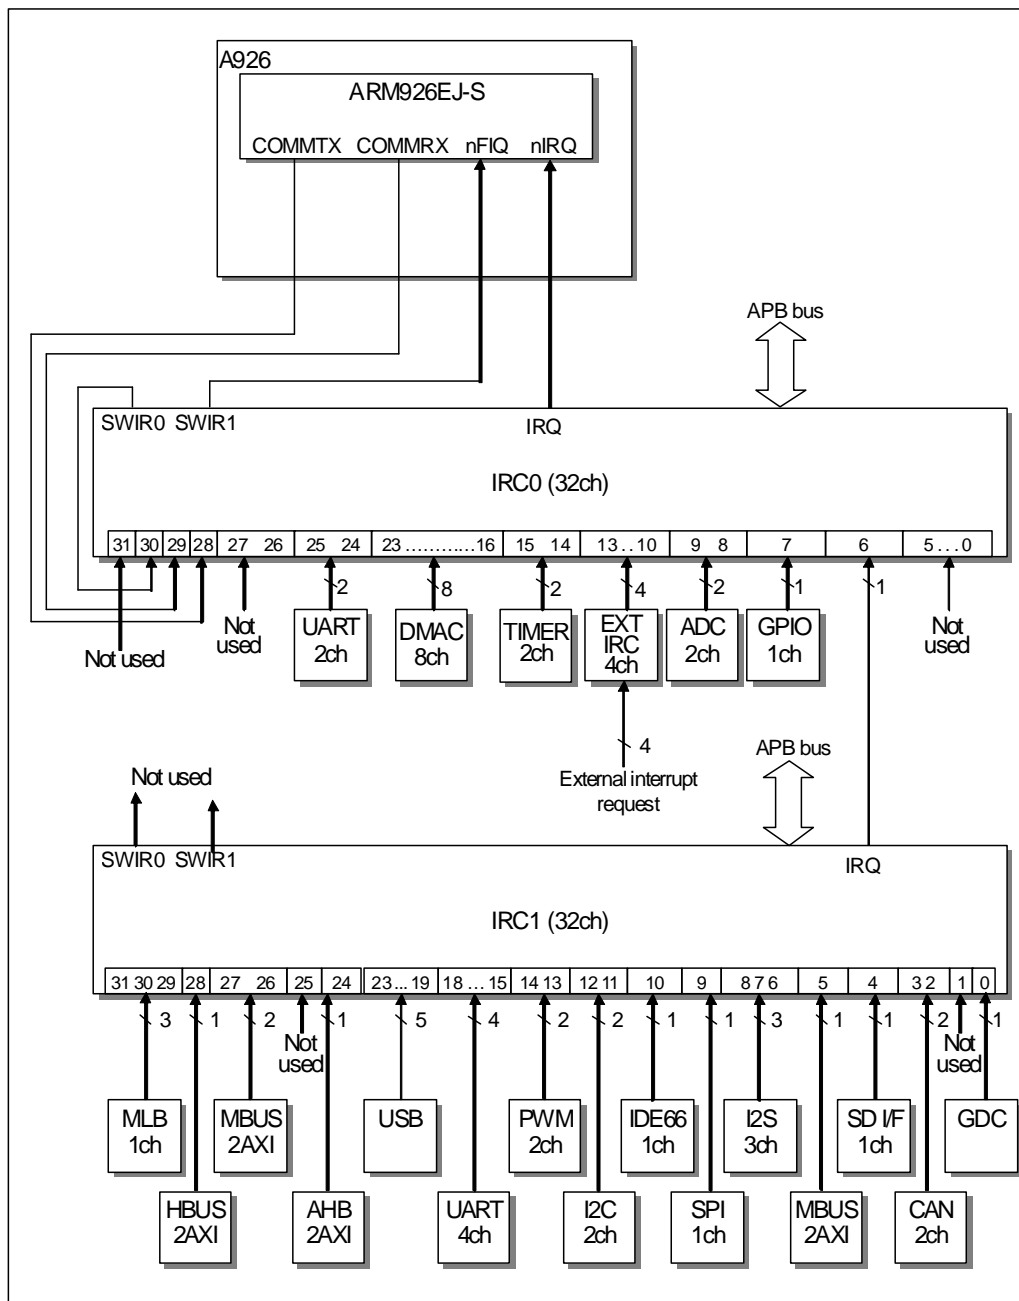 A926
ARM926EJ-S
COMMTX COMMRX nFIQ nIRQ
APB bus
SWIR0 SWIR1 IRQ
IRC0 (32ch)
31 30 29 28 27 26 25 24 23 ............16 15 14 13 . . 10 9 8 7 6 5 . . . 0
2 8 2 4 2 1 1
Not used
Not used
UART 2ch
DMAC 8ch
TIMER 2ch
EXT IRC 4ch
ADC 2ch
GPIO 1ch
Not used
4
External interrupt
request
APB bus
Not used
SWIR0 SWIR1 IRQ
IRC1 (32ch)
31 30 29 28 27 26 25 24 23 ... 19 18 ... 15 14 13 12 11 10 9 8 7 6 5 4 3 2 1 0
3 1 2 1 5 4 2 2 1 1 3 1 1 2 1
Not used
Not used
MLB 1ch
MBUS 2AXI
USB
PWM 2ch
IDE66 1ch
I2S 3ch
SD I/F 1ch
GDC
HBUS 2AXI
AHB 2AXI
UART 4ch
I2C 2ch
SPI 1ch
MBUS 2AXI
CAN 2ch